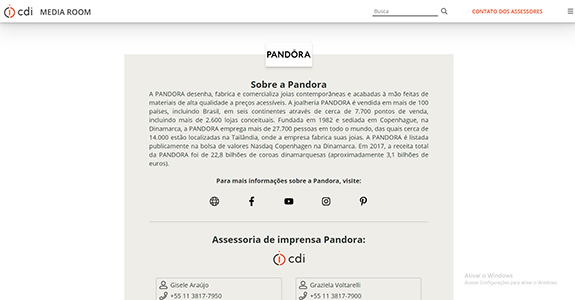 cdi MEDIA ROOM Busca CONTATO DOS ASSESSORES
PANDÓRA
Sobre a Pandora
A PANDORA desenha, fabrica e comercializa joias contemporâneas e acabadas à mão feitas de
materiais de alta qualidade a preços acessíveis. A joalheria PANDORA é vendida em mais de 100
países, incluindo Brasil, em seis continentes através de cerca de 7.700 pontos de venda,
incluindo mais de 2.600 lojas conceituais. Fundada em 1982 e sediada em Copenhague, na
Dinamarca, a PANDORA emprega mais de 27.700 pessoas em todo o mundo, das quais cerca de
14.000 estão localizadas na Tailândia, onde a empresa fabrica suas joias. A PANDORA é listada
publicamente na bolsa de valores Nasdaq Copenhagen na Dinamarca. Em 2017, a receita total
da PANDORA foi de 22,8 bilhões de coroas dinamarquesas (aproximadamente 3,1 bilhões de
euros).
Para mais informações sobre a Pandora, visite:
Assessoria de imprensa Pandora:
cdi
Gisele Araújo
+55 11 3817-7950
Graziela Voltarelli
+55 11 3817-7900
Ativar o Windows
Acesse Configurações para ativar o Windows.